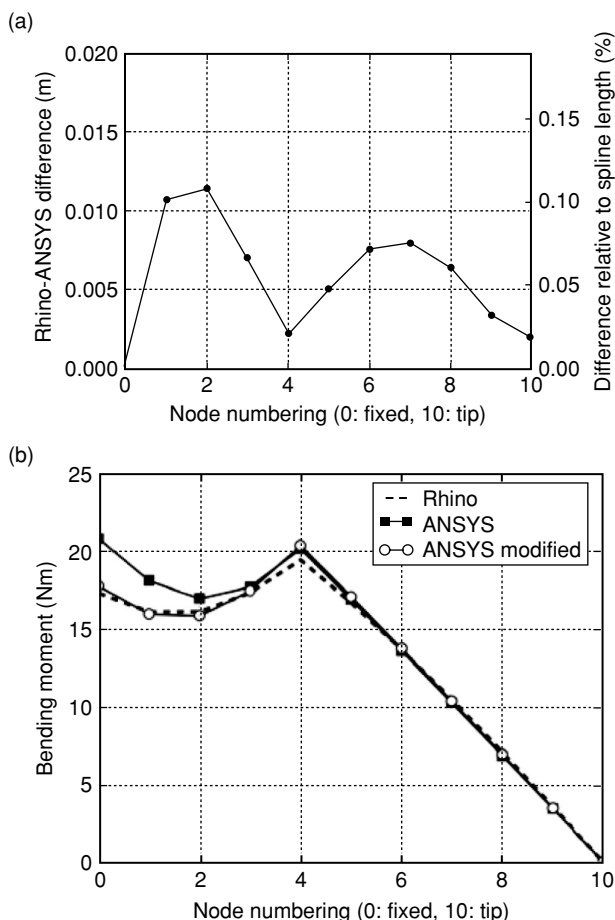 (a)
Rhino-ANSYS difference (m)
0.020
0.015
0.010
0.005
0.000
0.15
0.10
0.05
0.00
Difference relative to spline length (%)
0 2 4 6 8 10
Node numbering (0: fixed, 10: tip)
(b)
Bending moment (Nm)
25
20
15
10
5
0
Rhino
ANSYS
ANSYS modified
0 2 4 6 8 10
Node numbering (0: fixed, 10: tip)